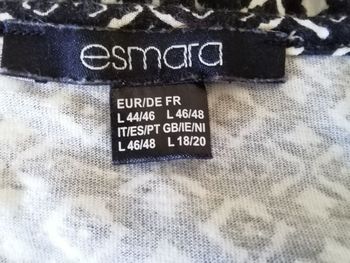 esmara
EUR/DE FR
L 44/46 L 46/48
IT/ES/PT GB/IE/NI
L 46/48 L 18/20